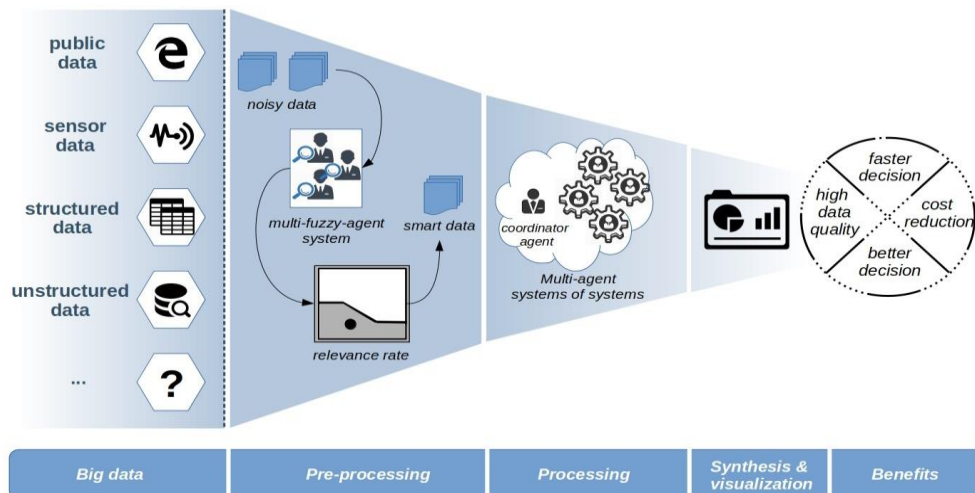 public
data
sensor
data
structured
data
unstructured
data
...
?
noisy data
multi-fuzzy-agent
system
smart data
relevance rate
coordinator
agent
Multi-agent
systems of systems
faster
decision
high
data
quality
cost
reduction
better
decision
Big data
Pre-processing
Processing
Synthesis &
visualization
Benefits